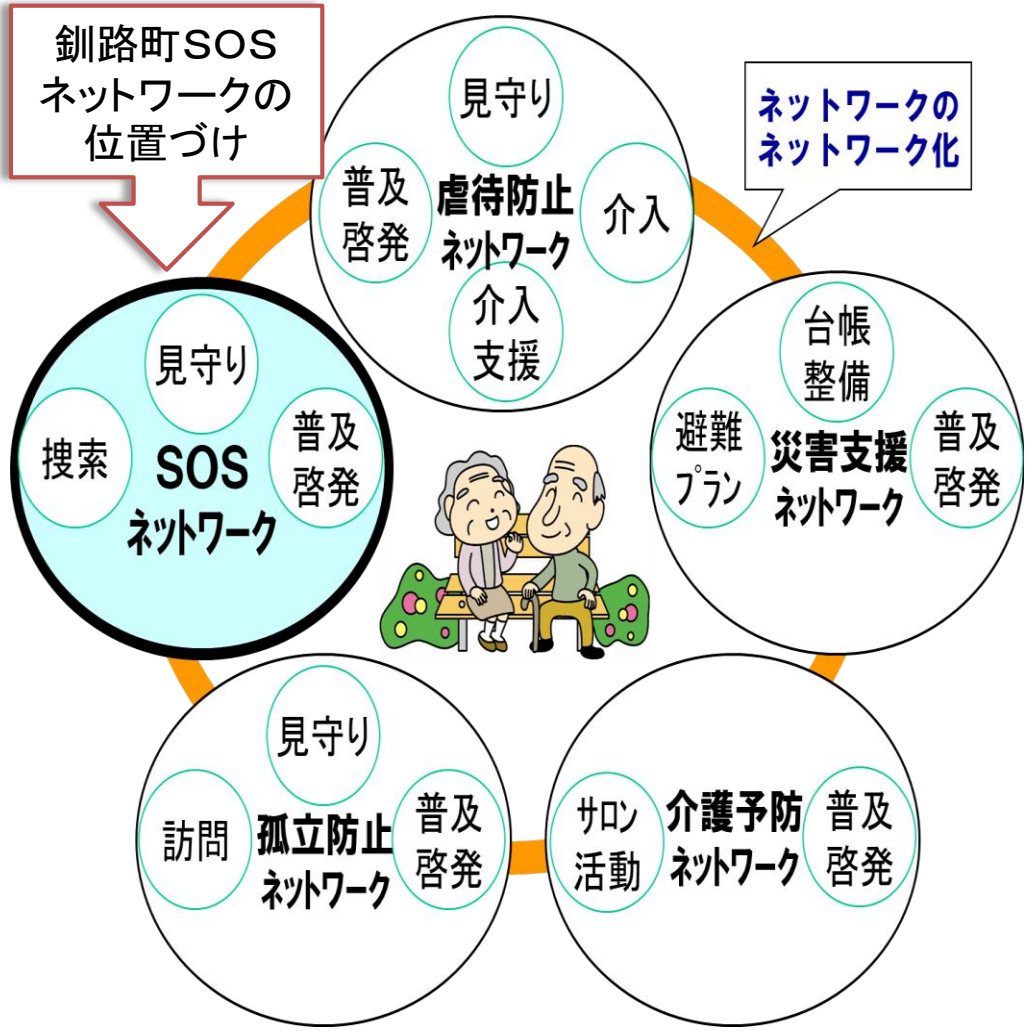 釧路町SOS
ネットワークの
位置づけ
ネットワークの
ネットワーク化
見守り
普及
啓発
虐待防止
ネットワーク
介入
介入
支援
見守り
捜索
SOS
ネットワーク
普及
啓発
台帳
整備
避難
プラン
災害支援
ネットワーク
普及
啓発
見守り
訪問
孤立防止
ネットワーク
普及
啓発
サロン
活動
介護予防
ネットワーク
普及
啓発